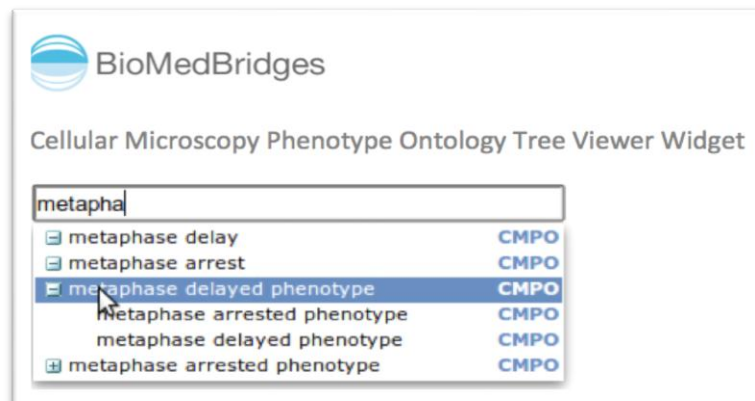 BioMedBridges
Cellular Microscopy Phenotype Ontology Tree Viewer Widget
metapha
metaphase delay CMPO
metaphase arrest CMPO
metaphase delayed phenotype CMPO
metaphase arrested phenotype CMPO
metaphase delayed phenotype CMPO
metaphase arrested phenotype CMPO